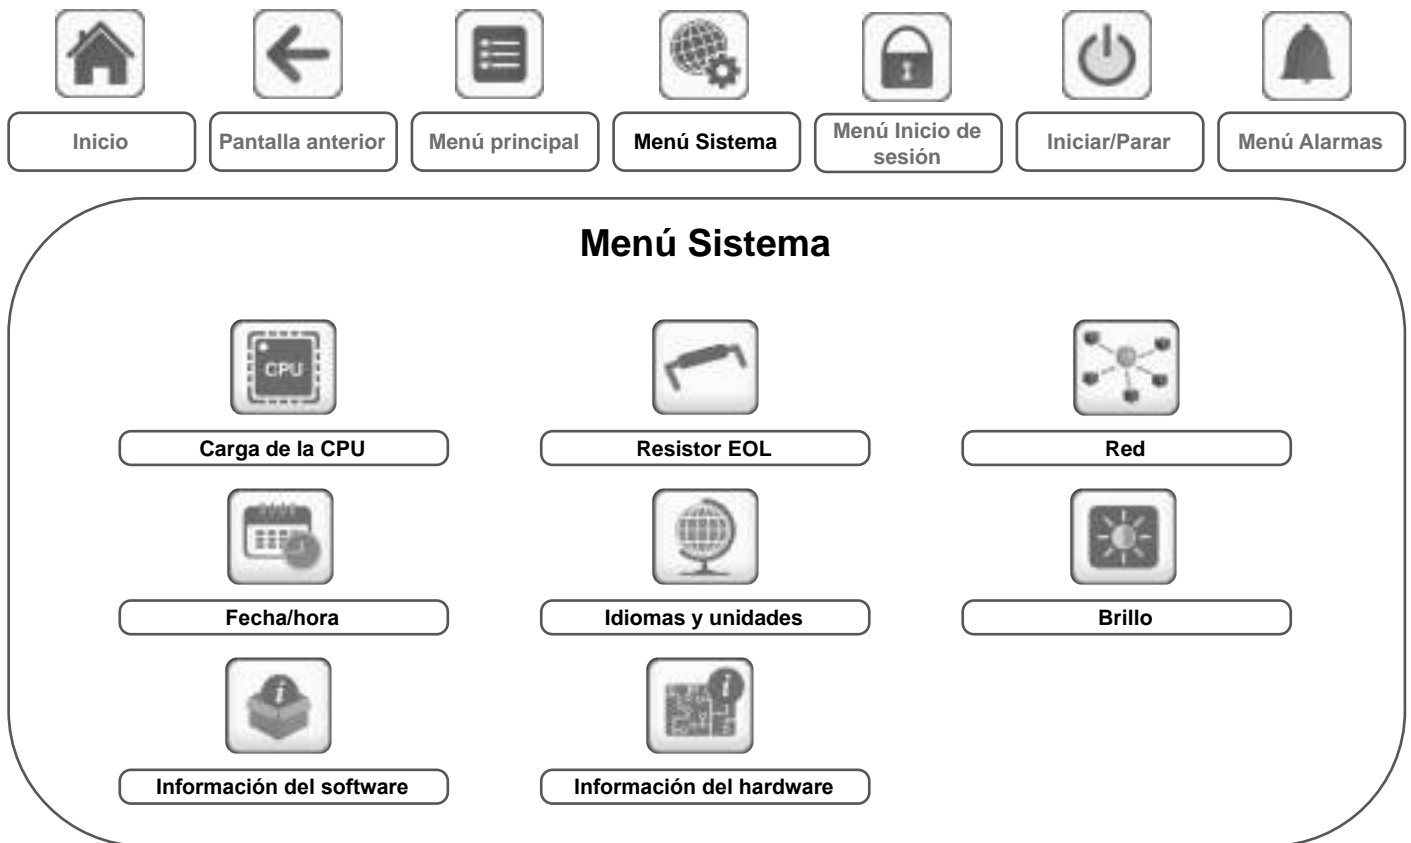 Inicio
Pantalla anterior
Menú principal
Menú Sistema
Menú Inicio de
sesión
Iniciar/Parar
Menú Alarmas
Menú Sistema
CPU
Carga de la CPU
Resistor EOL
Red
Fecha/hora
Idiomas y unidades
Brillo
i
i
Información del software
Información del hardware